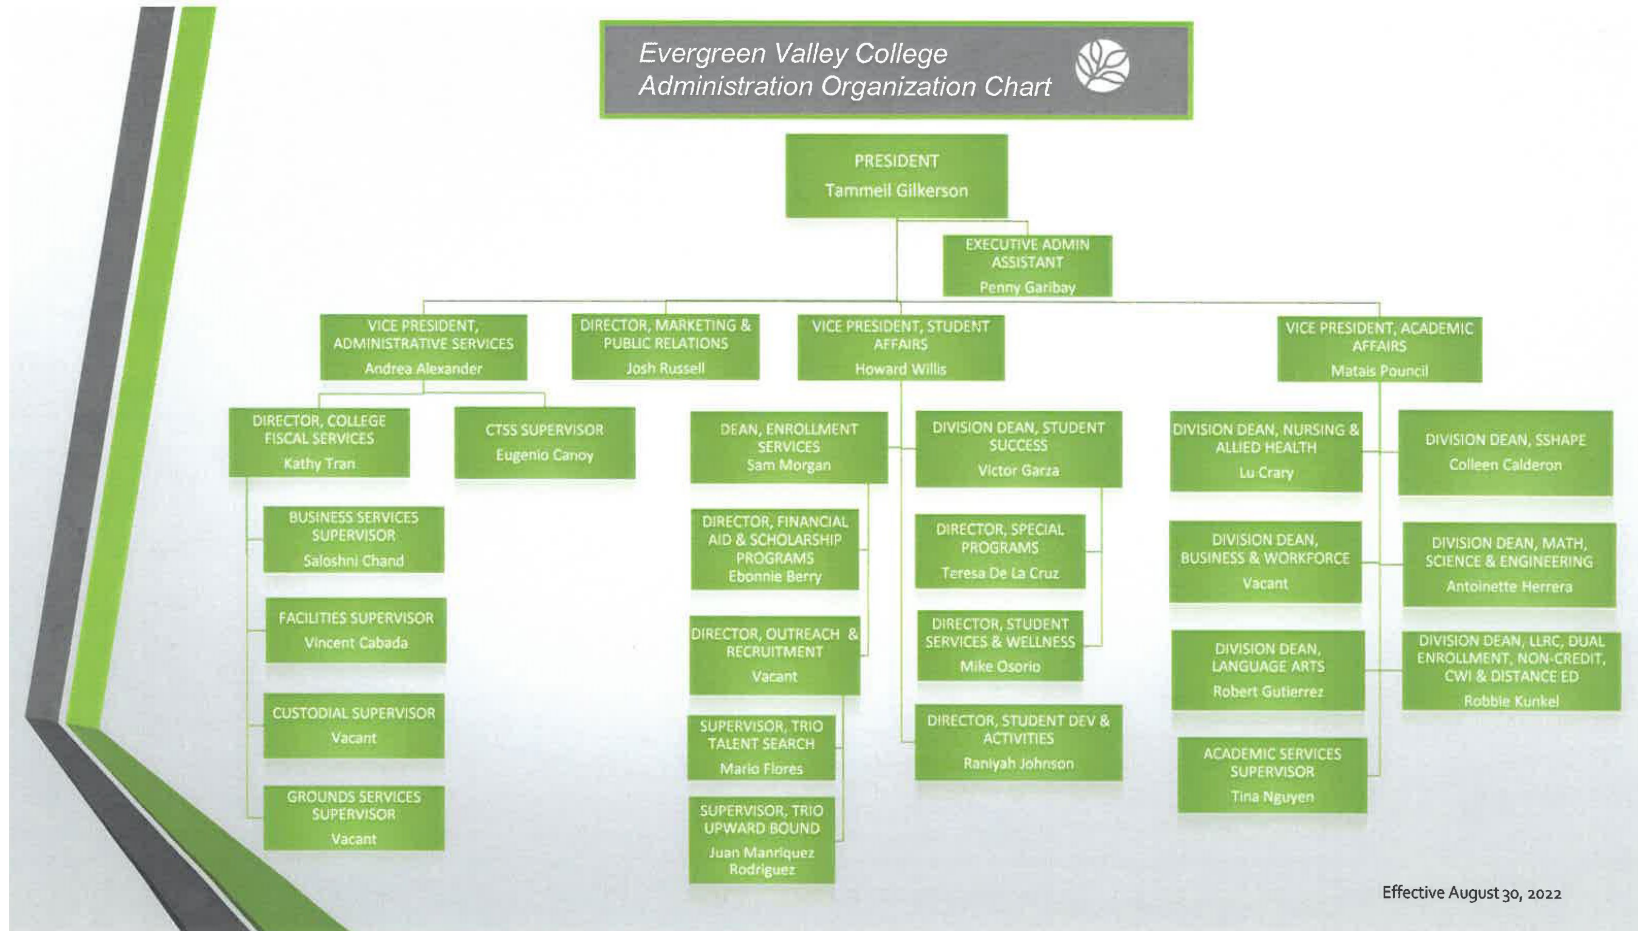 Evergreen Valley College
Administration Organization Chart
PRESIDENT
Tammeil Gilkerson
EXECUTIVE ADMIN
ASSISTANT
Penny Garibay
VICE PRESIDENT,
ADMINISTRATIVE SERVICES
Andrea Alexander
DIRECTOR, MARKETING &
PUBLIC RELATIONS
Josh Russell
VICE PRESIDENT, STUDENT
AFFAIRS
Howard Willis
VICE PRESIDENT, ACADEMIC
AFFAIRS
Matais Pouncil
DIRECTOR, COLLEGE
FISCAL SERVICES
Kathy Tran
CTSS SUPERVISOR
Eugenio Canoy
BUSINESS SERVICES
SUPERVISOR
Saloshni Chand
FACILITIES SUPERVISOR
Vincent Cabada
CUSTODIAL SUPERVISOR
Vacant
GROUNDS SERVICES
SUPERVISOR
Vacant
DEAN, ENROLLMENT
SERVICES
Sam Morgan
DIRECTOR, FINANCIAL
AID & SCHOLARSHIP
PROGRAMS
Ebonnie Berry
DIRECTOR, OUTREACH &
RECRUITMENT
Vacant
SUPERVISOR, TRIO
TALENT SEARCH
Mario Flores
SUPERVISOR, TRIO
UPWARD BOUND
Juan Manriquez
Rodriguez
DIVISION DEAN, STUDENT
SUCCESS
Victor Garza
DIRECTOR, SPECIAL
PROGRAMS
Teresa De La Cruz
DIRECTOR, STUDENT
SERVICES & WELLNESS
Mike Osorio
DIRECTOR, STUDENT DEV &
ACTIVITIES
Raniyah Johnson
DIVISION DEAN, NURSING &
ALLIED HEALTH
Lu Crary
DIVISION DEAN,
BUSINESS & WORKFORCE
Vacant
DIVISION DEAN,
LANGUAGE ARTS
Robert Gutierrez
ACADEMIC SERVICES
SUPERVISOR
Tina Nguyen
DIVISION DEAN, SSHAPE
Colleen Calderon
DIVISION DEAN, MATH,
SCIENCE & ENGINEERING
Antoinette Herrera
DIVISION DEAN, LLRC, DUAL
ENROLLMENT, NON-CREDIT,
CWI & DISTANCE ED
Robbie Kunkel
Effective August 30, 2022